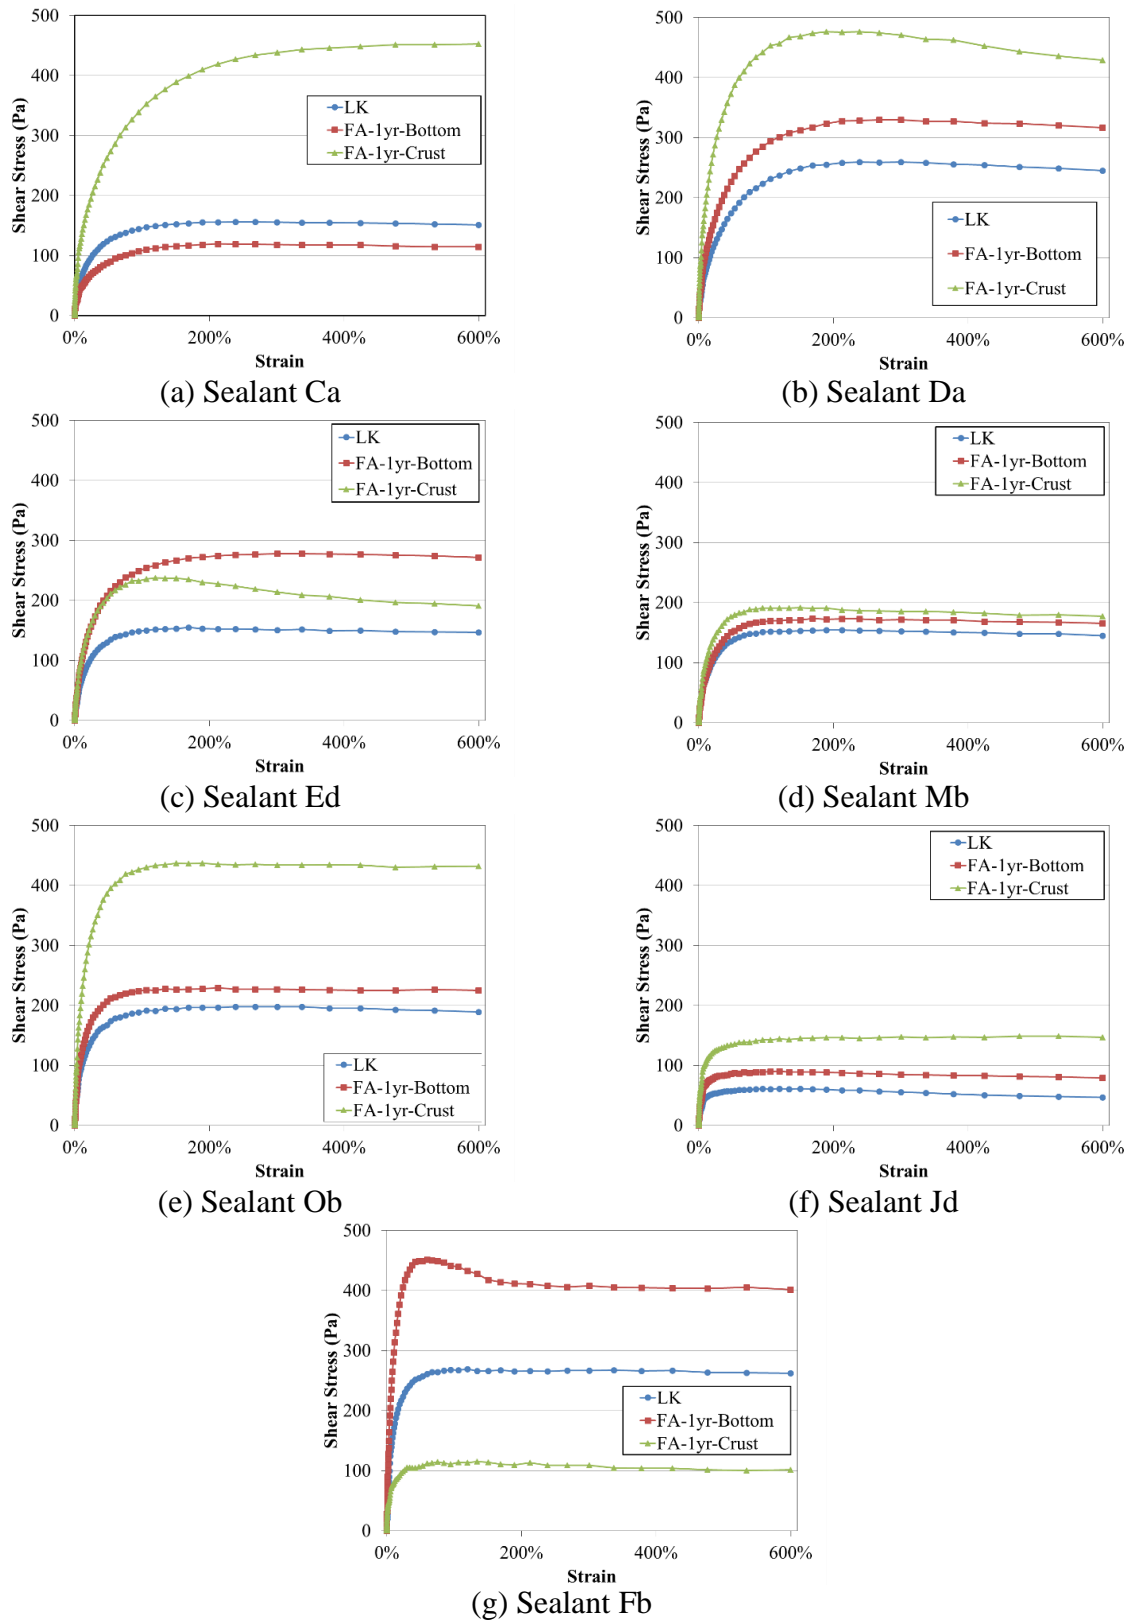 500
400
300
200
100
0
Shear Stress (Pa)
LK
FA-1yr-Bottom
FA-1yr-Crust
0% 200% 400% 600%
Strain
(a) Sealant Ca
500
400
300
200
100
0
Shear Stress (Pa)
LK
FA-1yr-Bottom
FA-1yr-Crust
0% 200% 400% 600%
Strain
(b) Sealant Da
500
400
300
200
100
0
Shear Stress (Pa)
LK
FA-1yr-Bottom
FA-1yr-Crust
0% 200% 400% 600%
Strain
(c) Sealant Ed
500
400
300
200
100
0
Shear Stress (Pa)
LK
FA-1yr-Bottom
FA-1yr-Crust
0% 200% 400% 600%
Strain
(d) Sealant Mb
500
400
300
200
100
0
Shear Stress (Pa)
LK
FA-1yr-Bottom
FA-1yr-Crust
0% 200% 400% 600%
Strain
(e) Sealant Ob
500
400
300
200
100
0
Shear Stress (Pa)
LK
FA-1yr-Bottom
FA-1yr-Crust
0% 200% 400% 600%
Strain
(f) Sealant Jd
500
400
300
200
100
0
Shear Stress (Pa)
LK
FA-1yr-Bottom
FA-1yr-Crust
0% 200% 400% 600%
Strain
(g) Sealant Fb